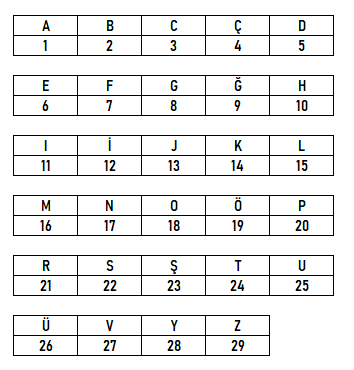 A B C Ç D
1 2 3 4 5
E F G Ğ H
6 7 8 9 10
I İ J K L
11 12 13 14 15
M N O Ö P
16 17 18 19 20
R S Ş T U
21 22 23 24 25
Ü V Y Z
26 27 28 29